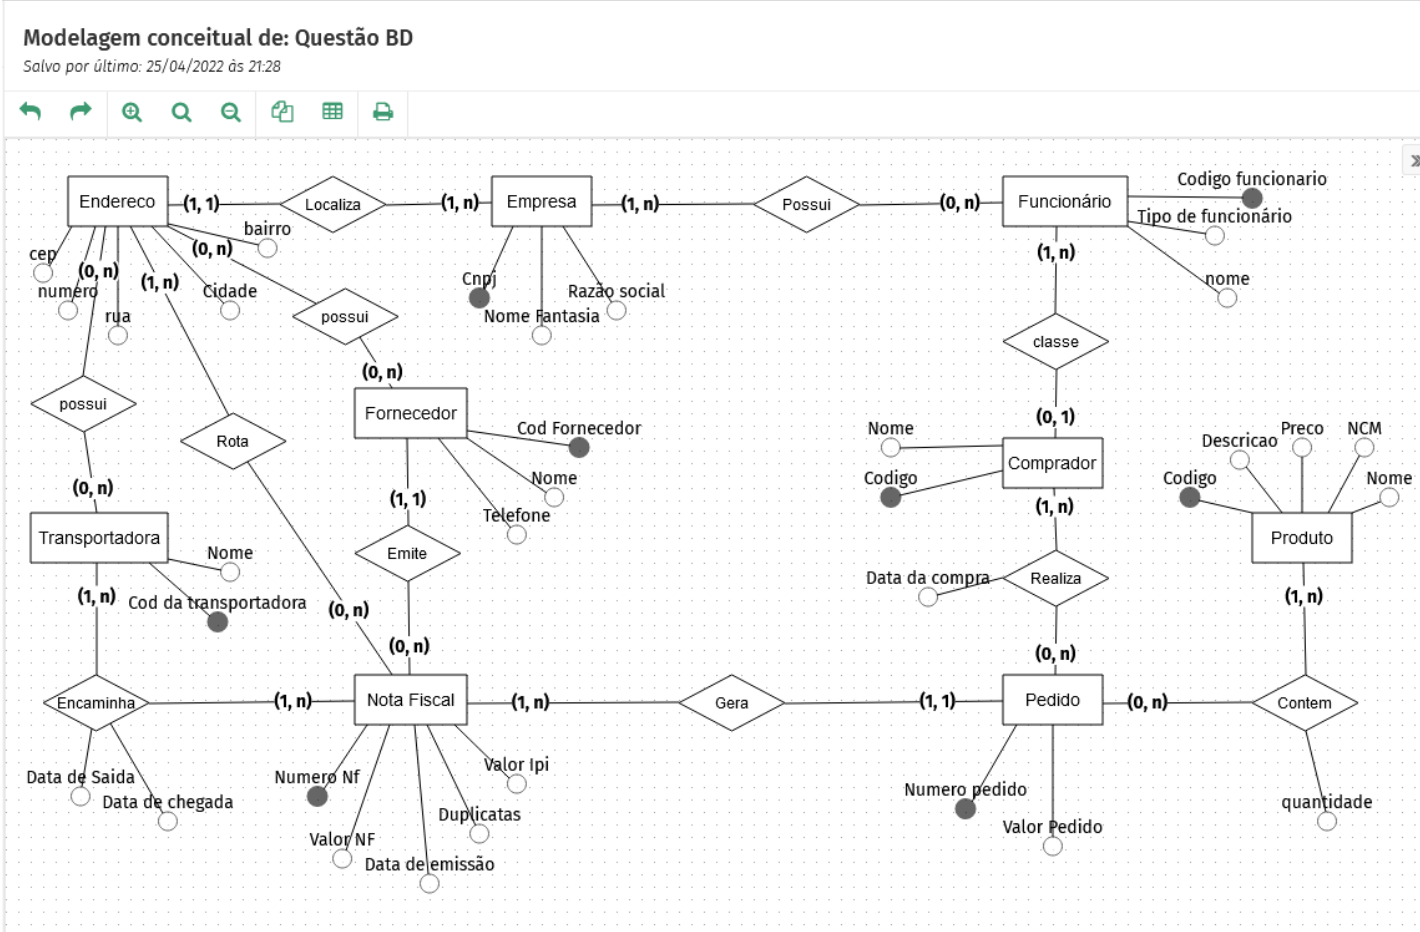 Modelagem conceitual de: Questão BD
Salvo por último: 25/04/2022 às 21:28
Endereco
(1, 1)
Localiza
(1, n)
Empresa
(1, n)
Possui
(0, n)
Funcionário
Codigo funcionario
Tipo de funcionário
nome
cep
numero
rua
Cidade
bairro
(0, n)
(1, n)
(0, n)
Cnpj
Nome Fantasia
Razao social
(1, n)
possui
classe
(0, n)
(0, 1)
possui
Rota
Fornecedor
Cod Fornecedor
Nome
Telefone
Nome
Codigo
Comprador
Descricao
Preco
NCM
Codigo
Nome
Produto
(0, n)
(1, 1)
(1, n)
Transportadora
Nome
Cod da transportadora
Emite
Data da compra
Realiza
(1, n)
(0, n)
(0, n)
(0, n)
(1, n)
Encaminha
(1, n)
Nota Fiscal
(1, n)
Gera
(1, 1)
Pedido
(0, n)
Contem
Data de Saida
Data de chegada
Numero Nf
Valor NF
Data de emissão
Duplicatas
Valor Ipi
Numero pedido
Valor Pedido
quantidade